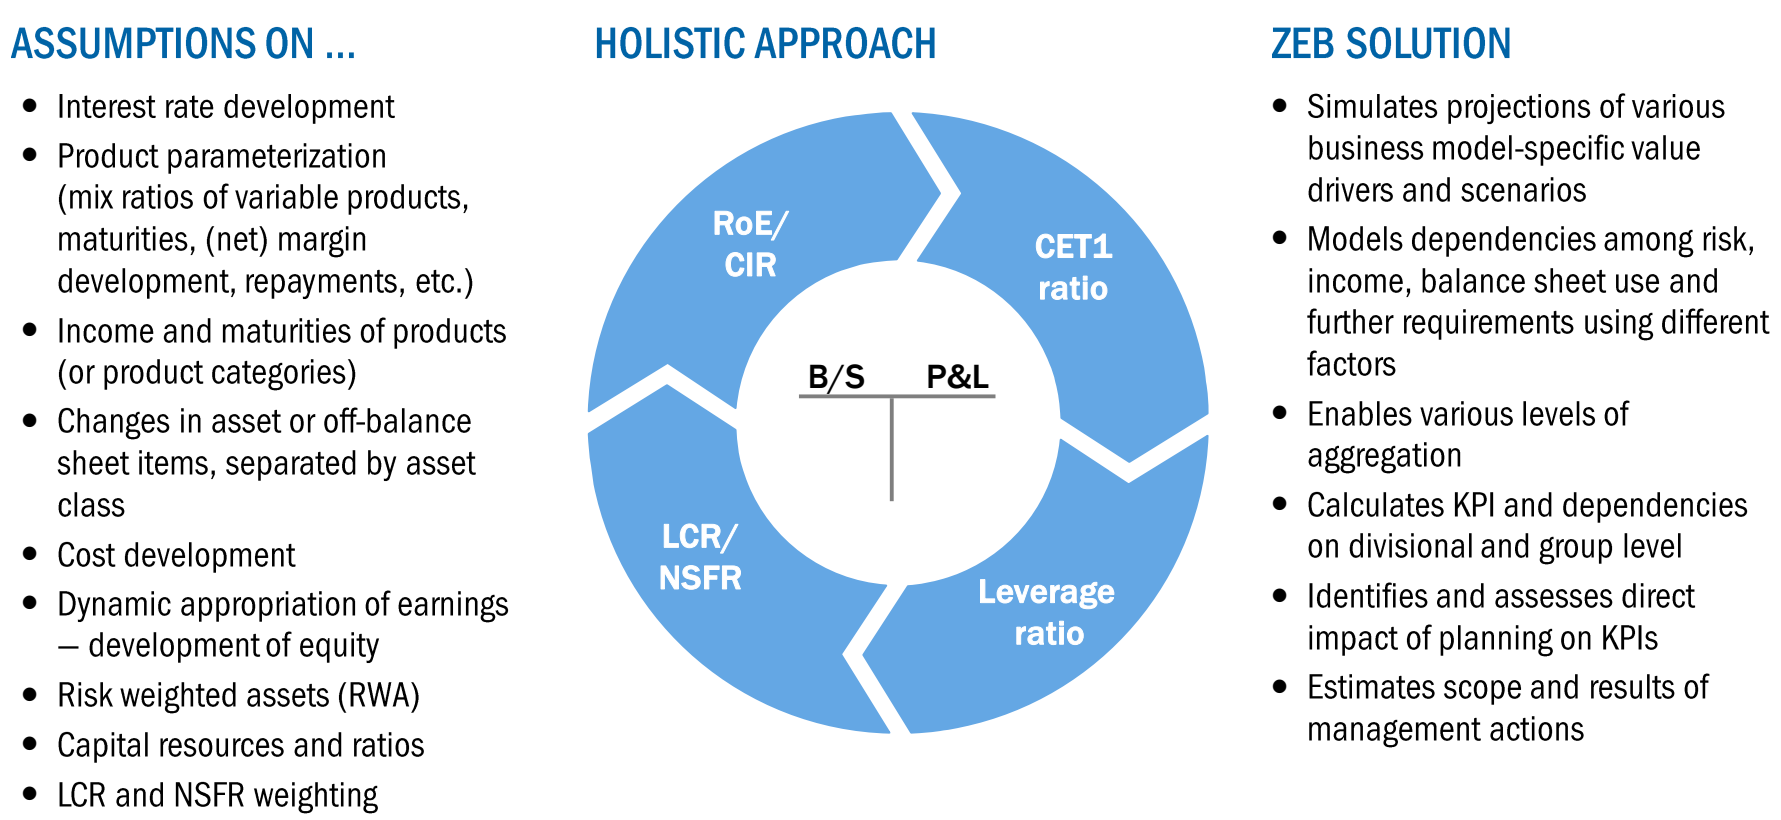 ASSUMPTIONS ON ...
• Interest rate development
• Product parameterization
(mix ratios of variable products,
maturities, (net) margin
development, repayments, etc.)
• Income and maturities of products
(or product categories)
• Changes in asset or off-balance
sheet items, separated by asset
class
• Cost development
• Dynamic appropriation of earnings
– development of equity
• Risk weighted assets (RWA)
• Capital resources and ratios
• LCR and NSFR weighting
HOLISTIC APPROACH
RoE/
CIR
CET1
ratio
B/S P&L
LCR/
NSFR
Leverage
ratio
ZEB SOLUTION
• Simulates projections of various
business model-specific value
drivers and scenarios
• Models dependencies among risk,
income, balance sheet use and
further requirements using different
factors
• Enables various levels of
aggregation
• Calculates KPI and dependencies
on divisional and group level
• Identifies and assesses direct
impact of planning on KPIs
• Estimates scope and results of
management actions